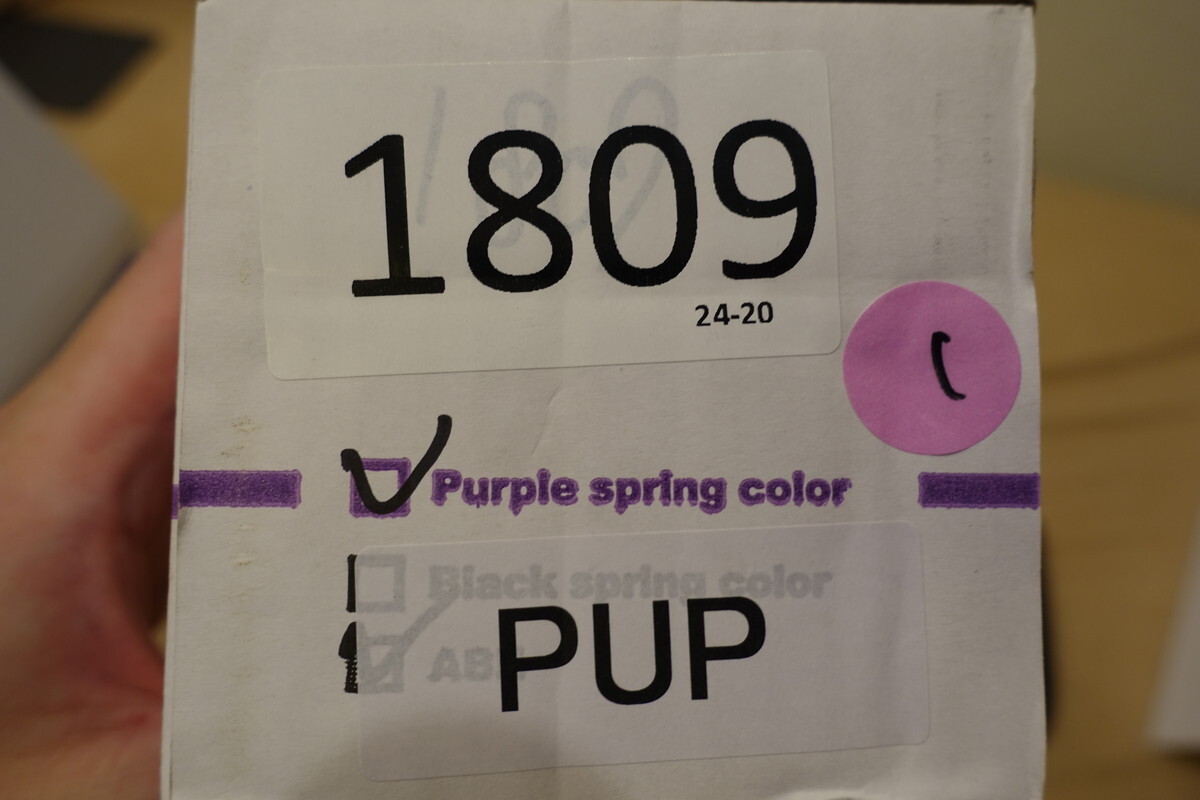 1809
24-20
Purple spring color
Black spring color
PUP